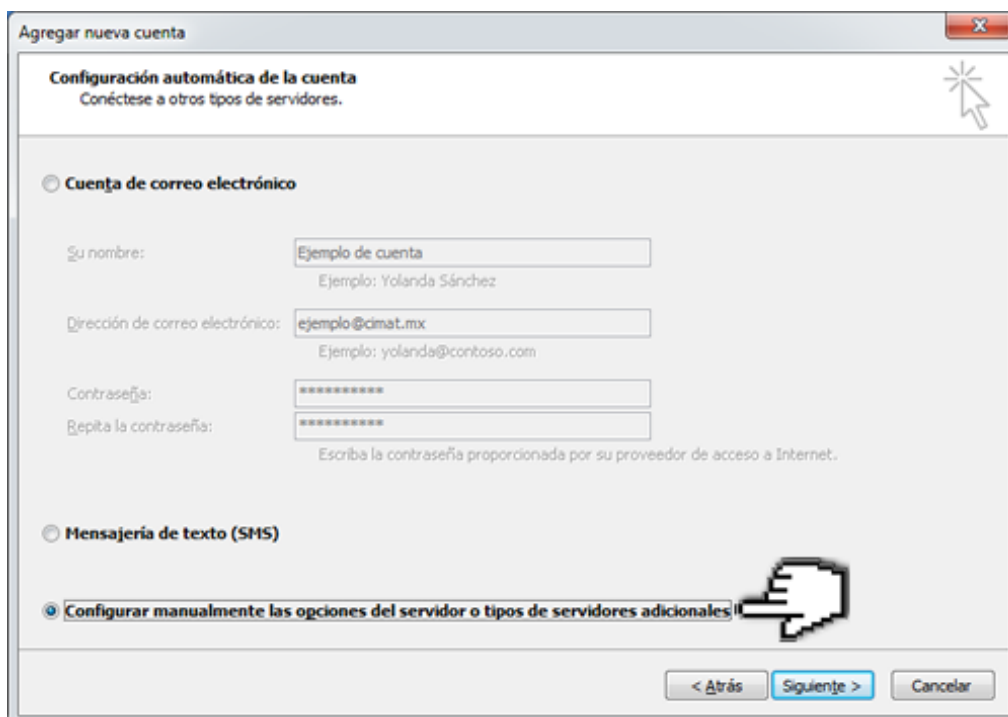 Agregar nueva cuenta
Configuración automática de la cuenta
Conéctese a otros tipos de servidores.
Cuenta de correo electrónico
Su nombre: Ejemplo de cuenta
Ejemplo: Yolanda Sánchez
Dirección de correo electrónico: ejemplo@cimat.mx
Ejemplo: yolanda@contoso.com
Contraseña: **********
Repita la contraseña: **********
Escriba la contraseña proporcionada por su proveedor de acceso a Internet.
Mensajería de texto (SMS)
Configurar manualmente las opciones del servidor o tipos de servidores adicionales
< Atrás Siguiente > Cancelar